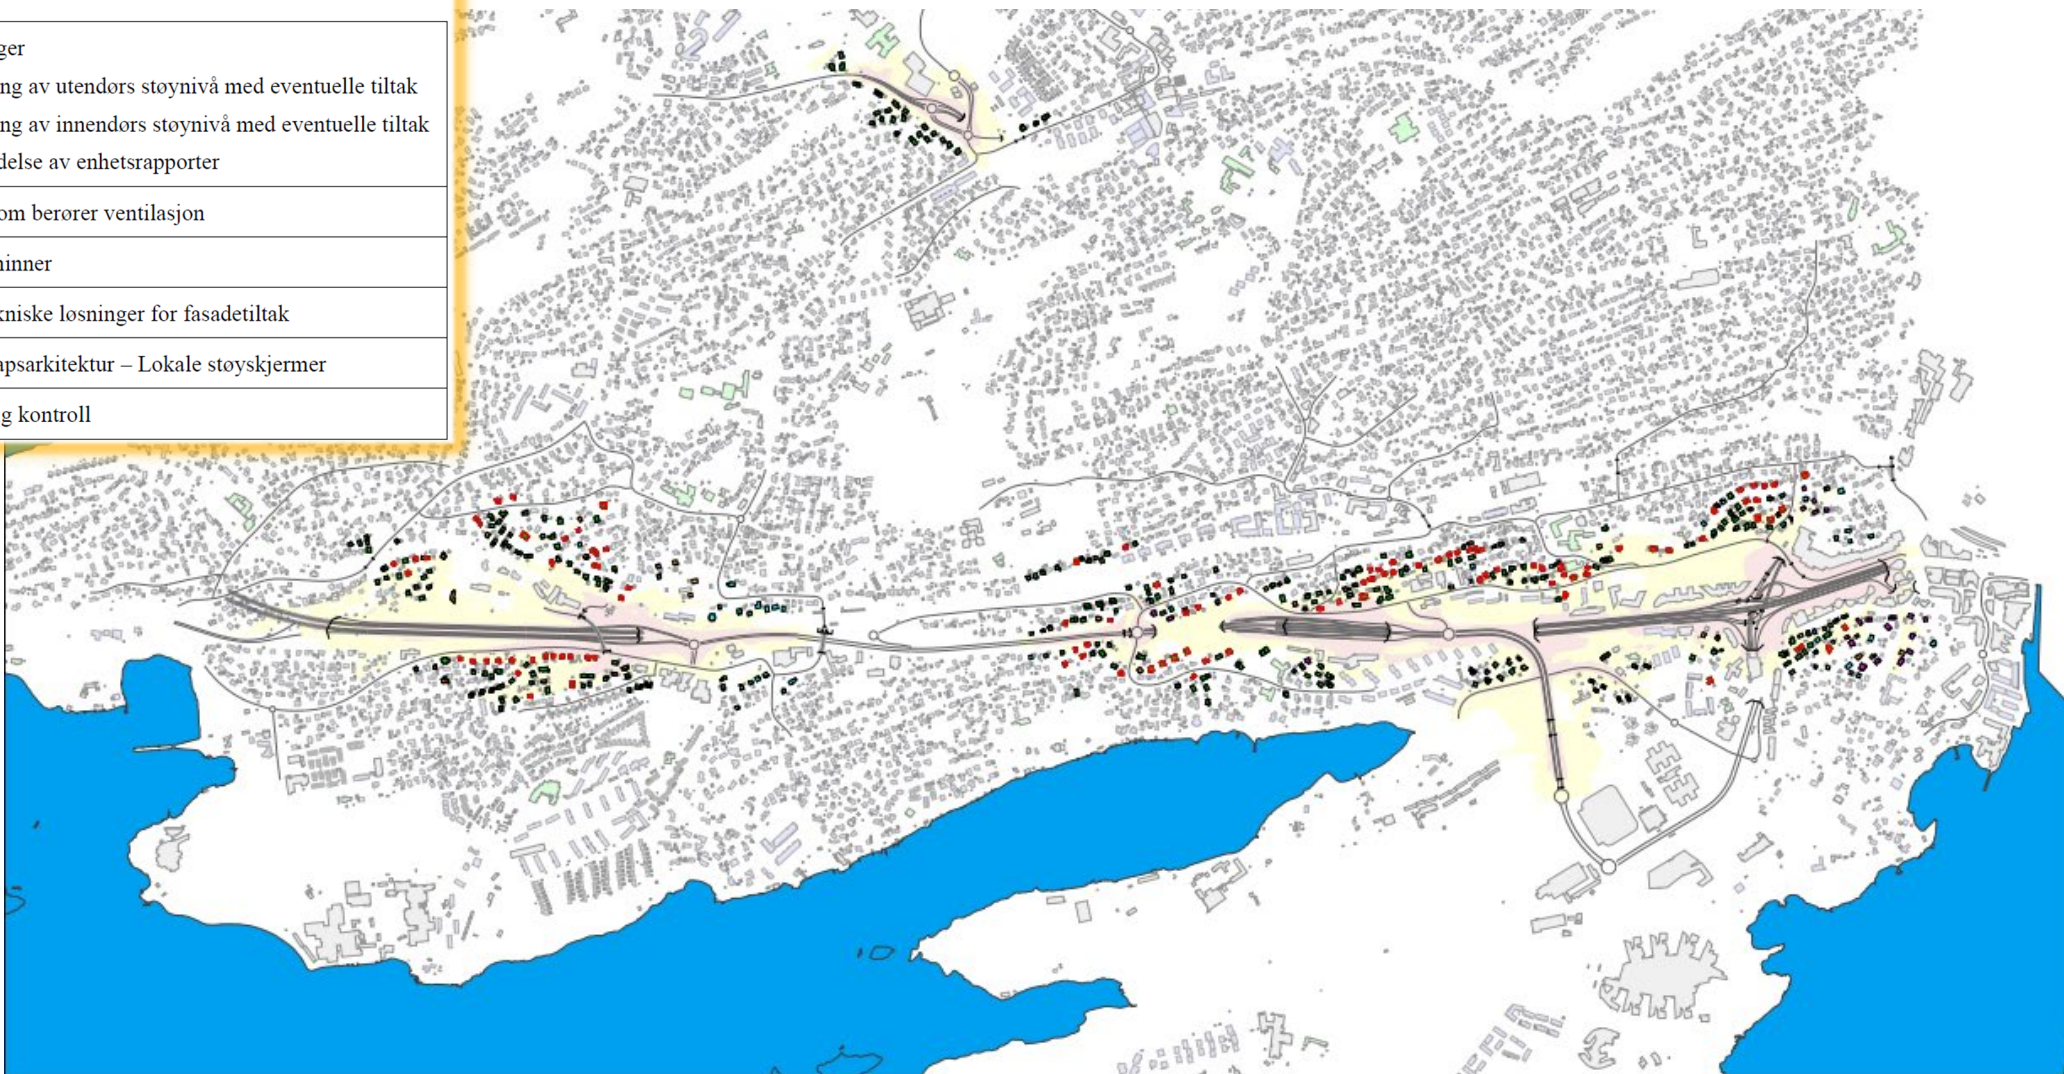 ger
ng av utendørs støynivå med eventuelle tiltak
ng av innendørs støynivå med eventuelle tiltak
delse av enhetsrapporter
om berører ventilasjon
ninner
kniske løsninger for fasadetiltak
apsarkitektur – Lokale støyskjermer
g kontroll